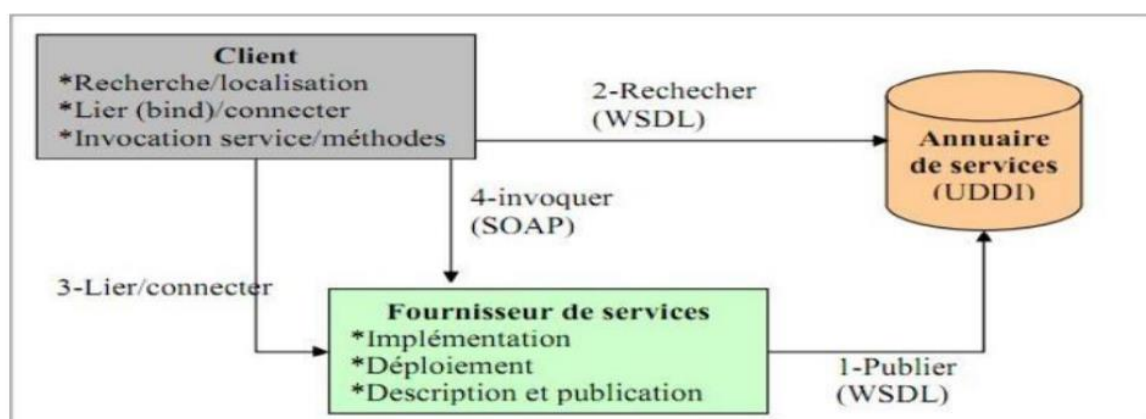 Client
*Recherche/localisation
*Lier (bind)/connecter
*Invocation service/méthodes
2-Rechecher
(WSDL)
Annuaire
de services
(UDDI)
4-invoquer
(SOAP)
3-Lier/connecter
Fournisseur de services
*Implémentation
*Déploiement
*Description et publication
1-Publier
(WSDL)